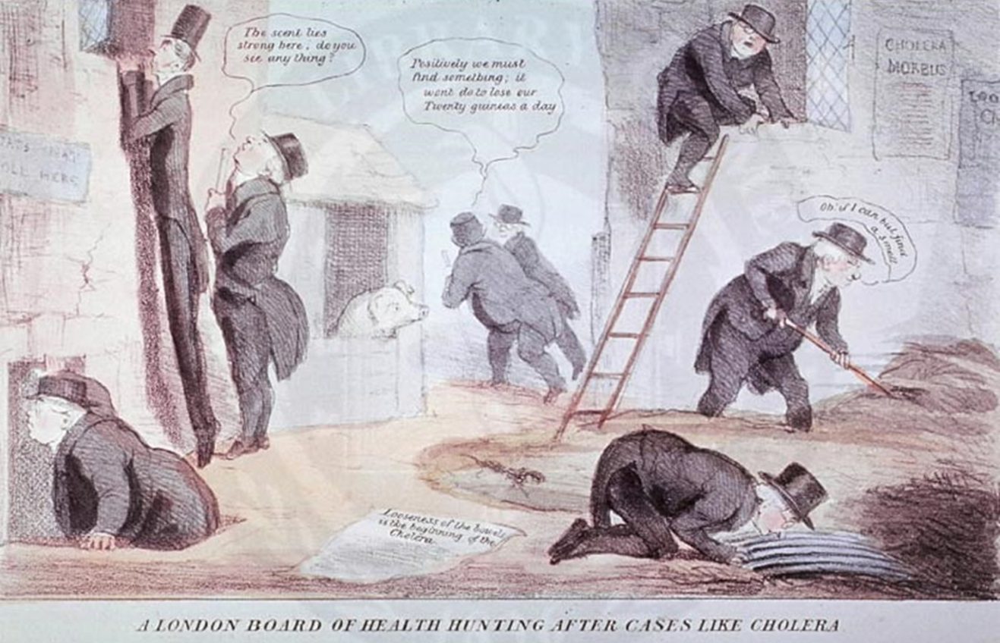 The scent lies
strong here; do you
see any thing?
Positively we must
find something; it
wont do to lose our
Twenty guineas a day
CHOLERA
MORBUS
Oh! if I can but find
a smell
HERE
Looseness of the bowels
is the beginning of the
Cholera
A LONDON BOARD OF HEALTH HUNTING AFTER CASES LIKE CHOLERA